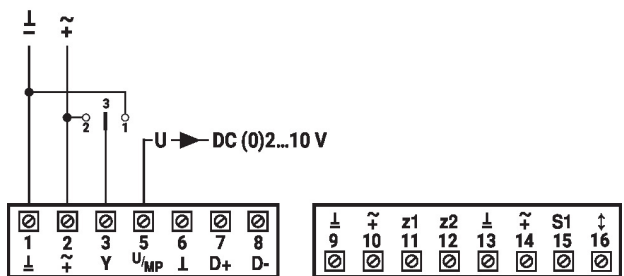 ⊥ ~
– +
3
2 1
U DC (0)2...10 V
1 2 3 5 6 7 8
⊥ ~+ Y U/MP ⊥ D+ D-
⊥ ~+ z1 z2 ⊥ ~+ S1 ↕
9 10 11 12 13 14 15 16